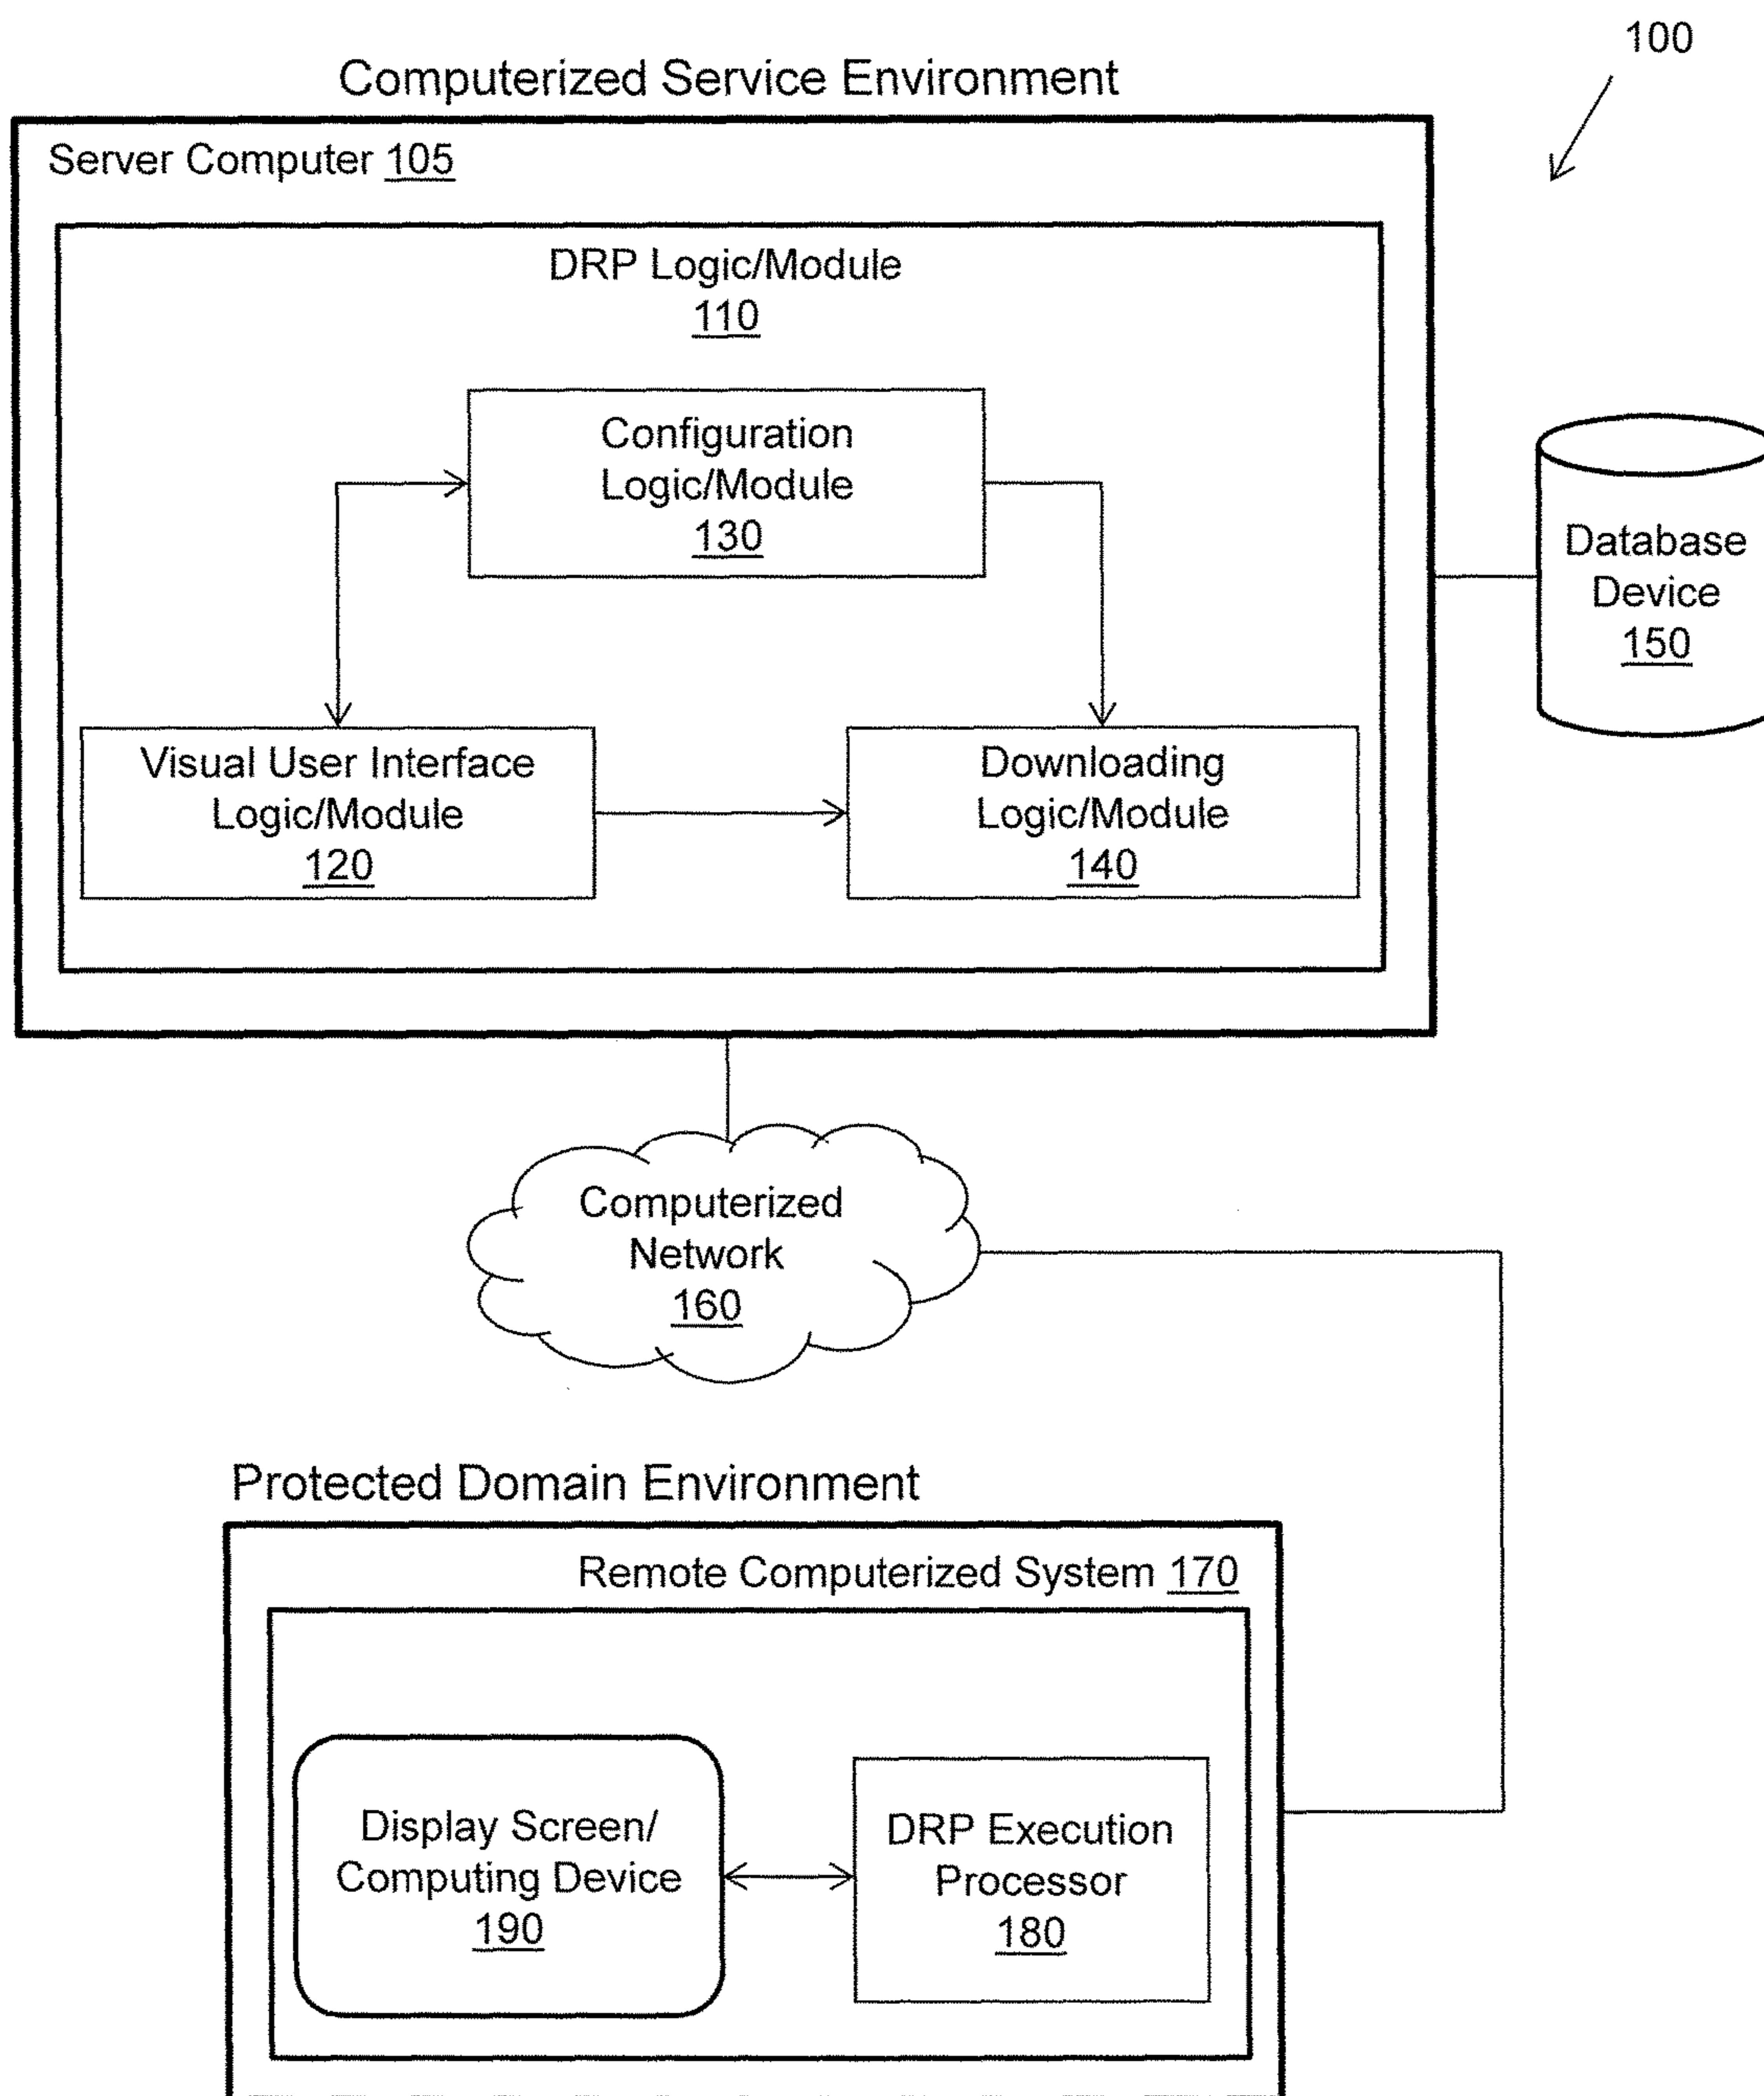 100
Computerized Service Environment
Server Computer 105
DRP Logic/Module
110
Configuration
Logic/Module
130
Database
Device
150
Visual User Interface
Logic/Module
120
Downloading
Logic/Module
140
Computerized
Network
160
Protected Domain Environment
Remote Computerized System 170
Display Screen/
Computing Device
190
DRP Execution
Processor
180